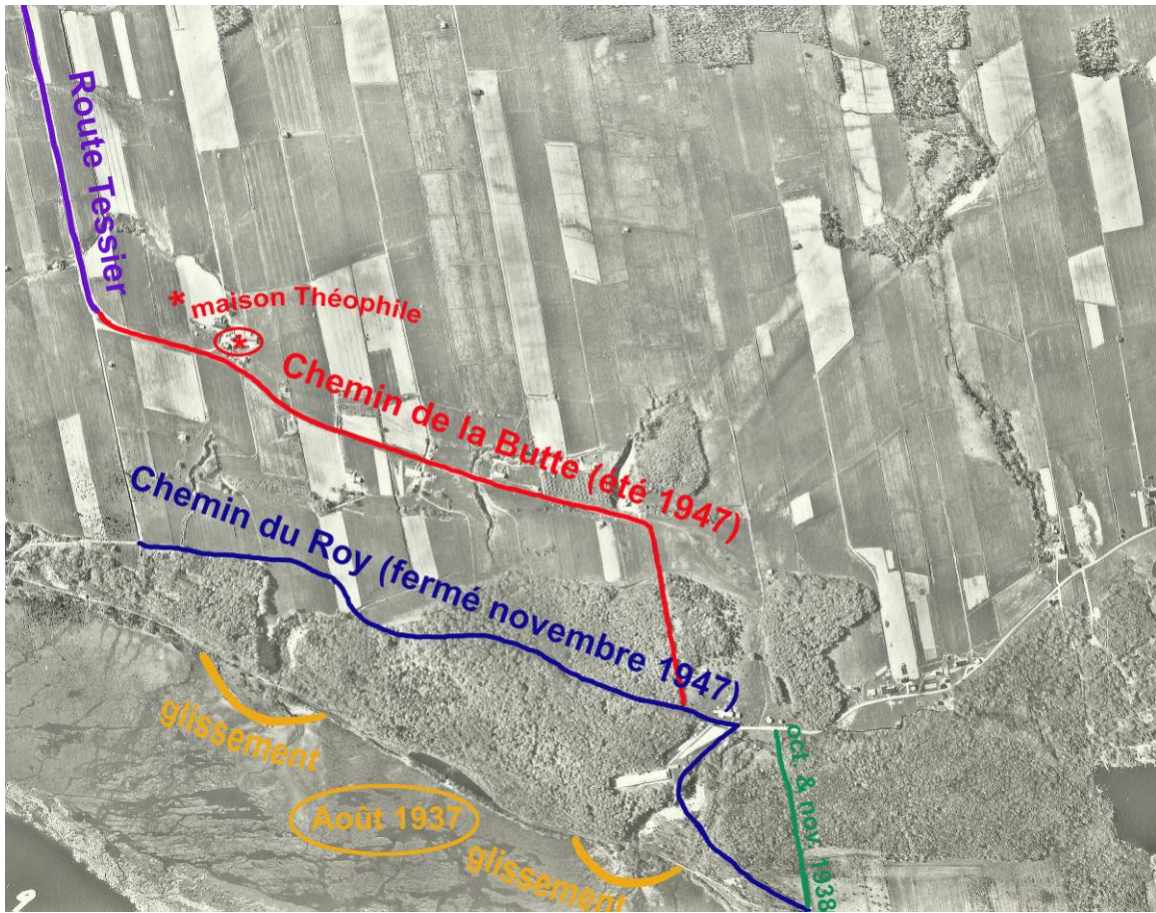 Route Tessier
* maison Théophile
*
Chemin de la Butte (été 1947)
Chemin du Roy (fermé novembre 1947)
glissement
Août 1937
glissement
oct. & nov. 1938
9